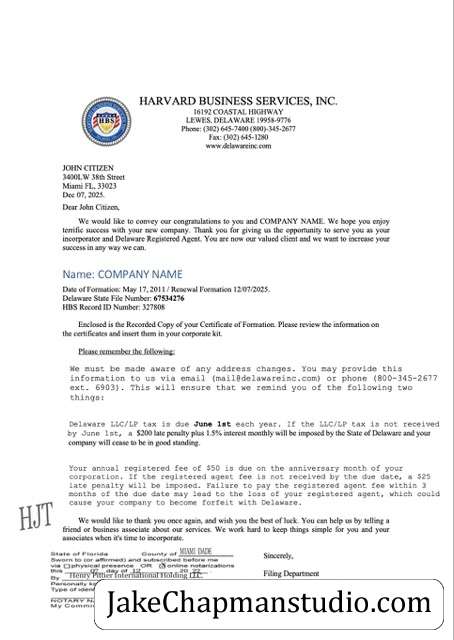 HARVARD BUSINESS SERVICES, INC.
16192 COASTAL HIGHWAY
LEWES, DELAWARE 19958-9776
Phone: (302) 645-7400 (800)-345-2677
Fax: (302) 645-1280
www.delawareinc.com
HBS
JOHN CITIZEN
3400LW 38th Street
Miami FL, 33023
Dec 07, 2025.
Dear John Citizen,
We would like to convey our congratulations to you and COMPANY NAME. We hope you enjoy
terrific success with your new company. Thank you for giving us the opportunity to serve you as your
incorporator and Delaware Registered Agent. You are now our valued client and we want to increase your
success in any way we can.
Name: COMPANY NAME
Date of Formation: May 17, 2011 / Renewal Formation 12/07/2025.
Delaware State File Number: 67534276
HBS Record ID Number: 327808
Enclosed is the Recorded Copy of your Certificate of Formation. Please review the information on
the certificates and insert them in your corporate kit.
Please remember the following:
We must be made aware of any address changes. You may provide this
information to us via email (mail@delawareinc.com) or phone (800-345-2677
ext. 6903). This will ensure that we remind you of the following two
things:
Delaware LLC/LP tax is due June 1st each year. If the LLC/LP tax is not received
by June 1st, a $200 late penalty plus 1.5% interest monthly will be imposed by the State of Delaware and your
company will cease to be in good standing.
Your annual registered fee of $50 is due on the anniversary month of your
corporation. If the registered agent fee is not received by the due date, a $25
late penalty will be imposed. Failure to pay the registered agent fee within 3
months of the due date may lead to the loss of your registered agent, which could
cause your company to become forfeit with Delaware.
HJT
We would like to thank you once again, and wish you the best of luck. You can help us by telling a
friend or business associate about our services. We work hard to keep things simple for you and your
associates when it's time to incorporate.
State of Florida County of MIAMI DADE
Sworn to (or affirmed) and subscribed before me
via physical presence OR online notarizations
this 07 day of 12 20 22
By Henry Pittier International Holding LLC.
Personally k
Type of identi
NOTARY N
My Commi
Sincerely,
Filing Department
JakeChapmanstudio.com